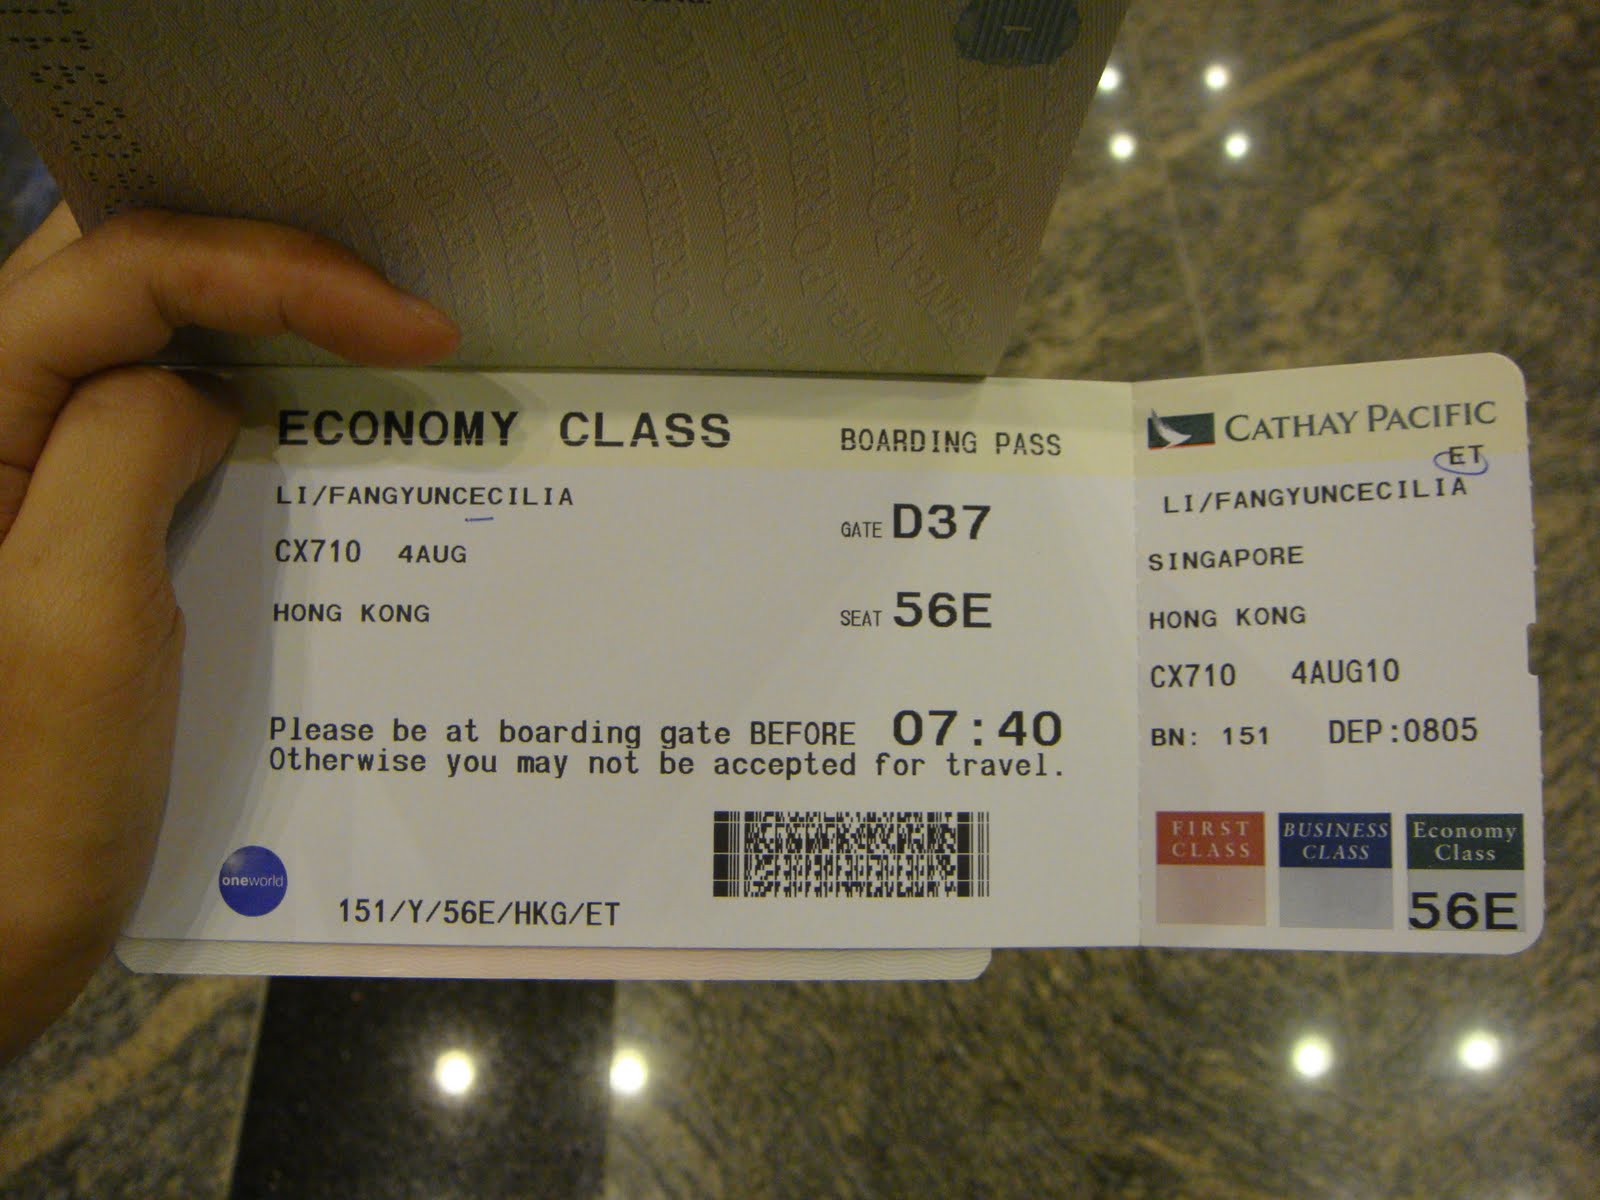 ECONOMY CLASS
BOARDING PASS
LI/FANGYUNCECILIA
GATE D37
CX710 4AUG
SEAT 56E
HONG KONG
Please be at boarding gate BEFORE 07:40
Otherwise you may not be accepted for travel.
oneworld
151/Y/56E/HKG/ET
CATHAY PACIFIC
ET
LI/FANGYUNCECILIA
SINGAPORE
HONG KONG
CX710 4AUG10
BN: 151 DEP:0805
FIRST CLASS
BUSINESS CLASS
Economy Class
56E